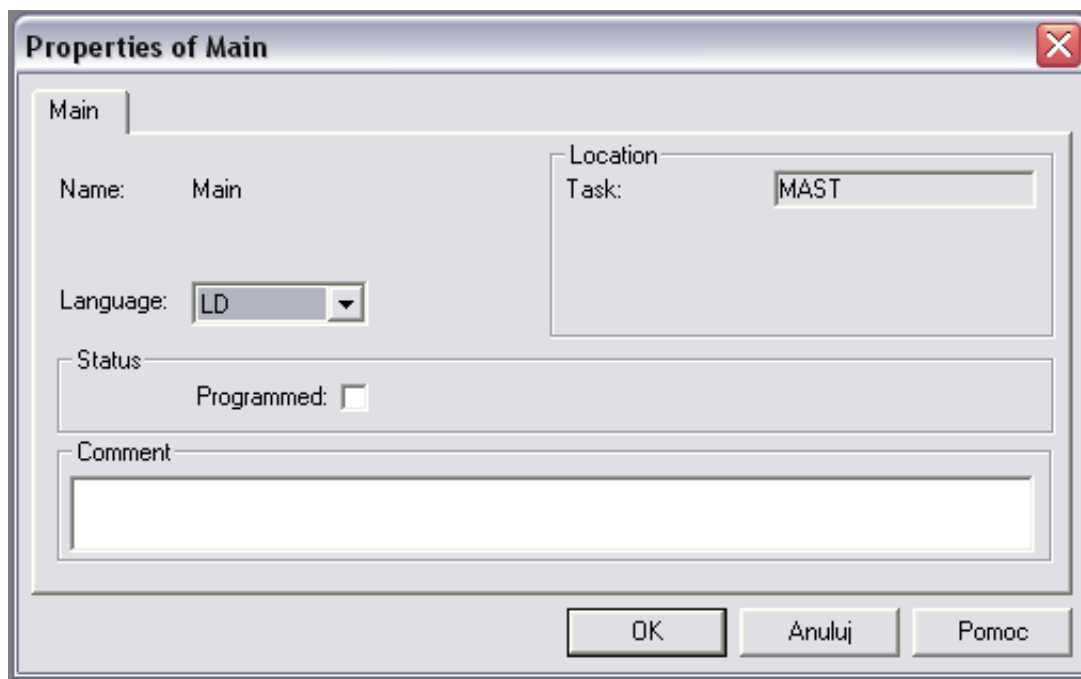 Properties of Main
Main
Name: Main
Location
Task: MAST
Language: LD
Status
Programmed:
Comment
OK Anuluj Pomoc